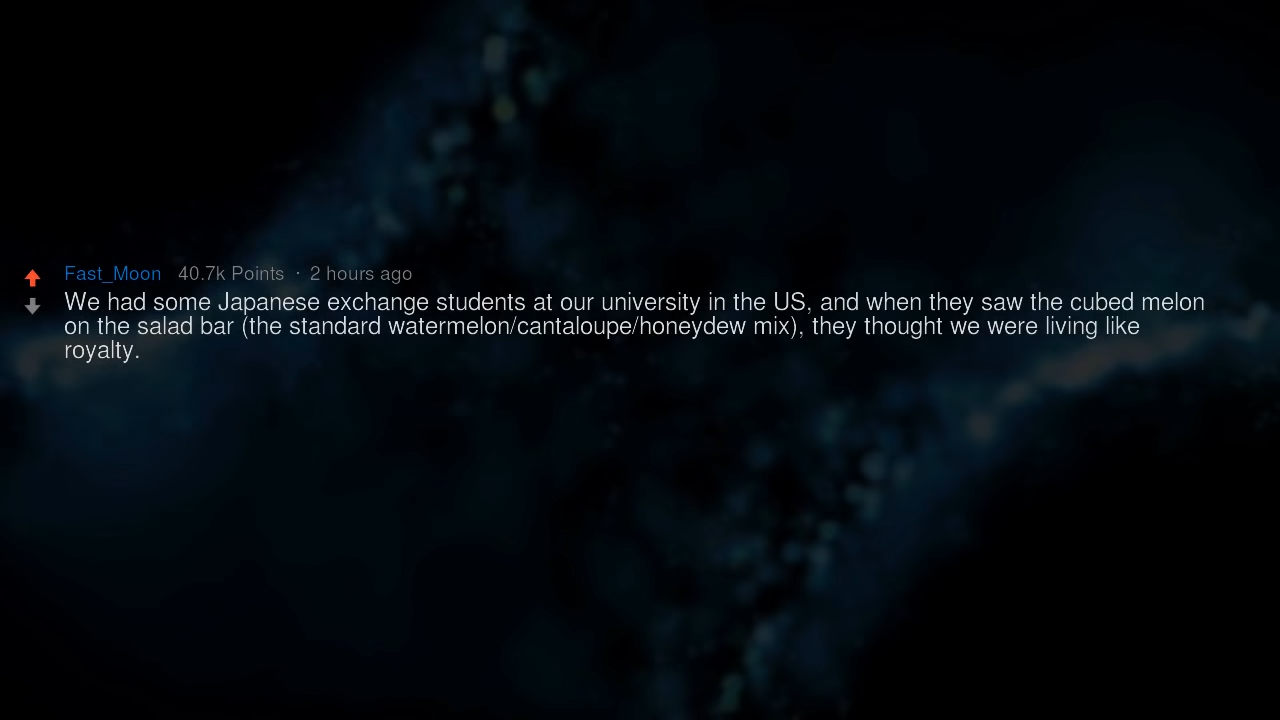 Fast_Moon 40.7k Points · 2 hours ago
We had some Japanese exchange students at our university in the US, and when they saw the cubed melon
on the salad bar (the standard watermelon/cantaloupe/honeydew mix), they thought we were living like
royalty.